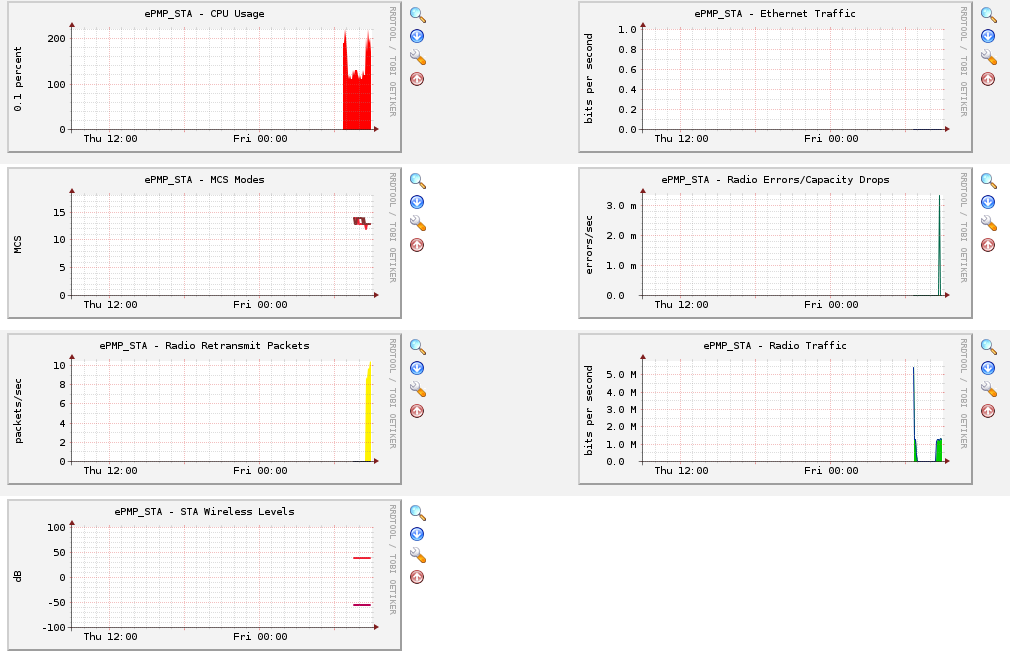 ePMP_STA - CPU Usage
RRDTOOL / TOBI OETIKER
0.1 percent
200
100
0
Thu 12:00 Fri 00:00
ePMP_STA - Ethernet Traffic
RRDTOOL / TOBI OETIKER
bits per second
1.0
0.8
0.6
0.4
0.2
0.0
Thu 12:00 Fri 00:00
ePMP_STA - MCS Modes
RRDTOOL / TOBI OETIKER
MCS
15
10
5
0
Thu 12:00 Fri 00:00
ePMP_STA - Radio Errors/Capacity Drops
RRDTOOL / TOBI OETIKER
errors/sec
3.0 m
2.0 m
1.0 m
0.0
Thu 12:00 Fri 00:00
ePMP_STA - Radio Retransmit Packets
RRDTOOL / TOBI OETIKER
packets/sec
10
8
6
4
2
0
Thu 12:00 Fri 00:00
ePMP_STA - Radio Traffic
RRDTOOL / TOBI OETIKER
bits per second
5.0 M
4.0 M
3.0 M
2.0 M
1.0 M
0.0
Thu 12:00 Fri 00:00
ePMP_STA - STA Wireless Levels
RRDTOOL / TOBI OETIKER
dB
100
50
0
-50
-100
Thu 12:00 Fri 00:00